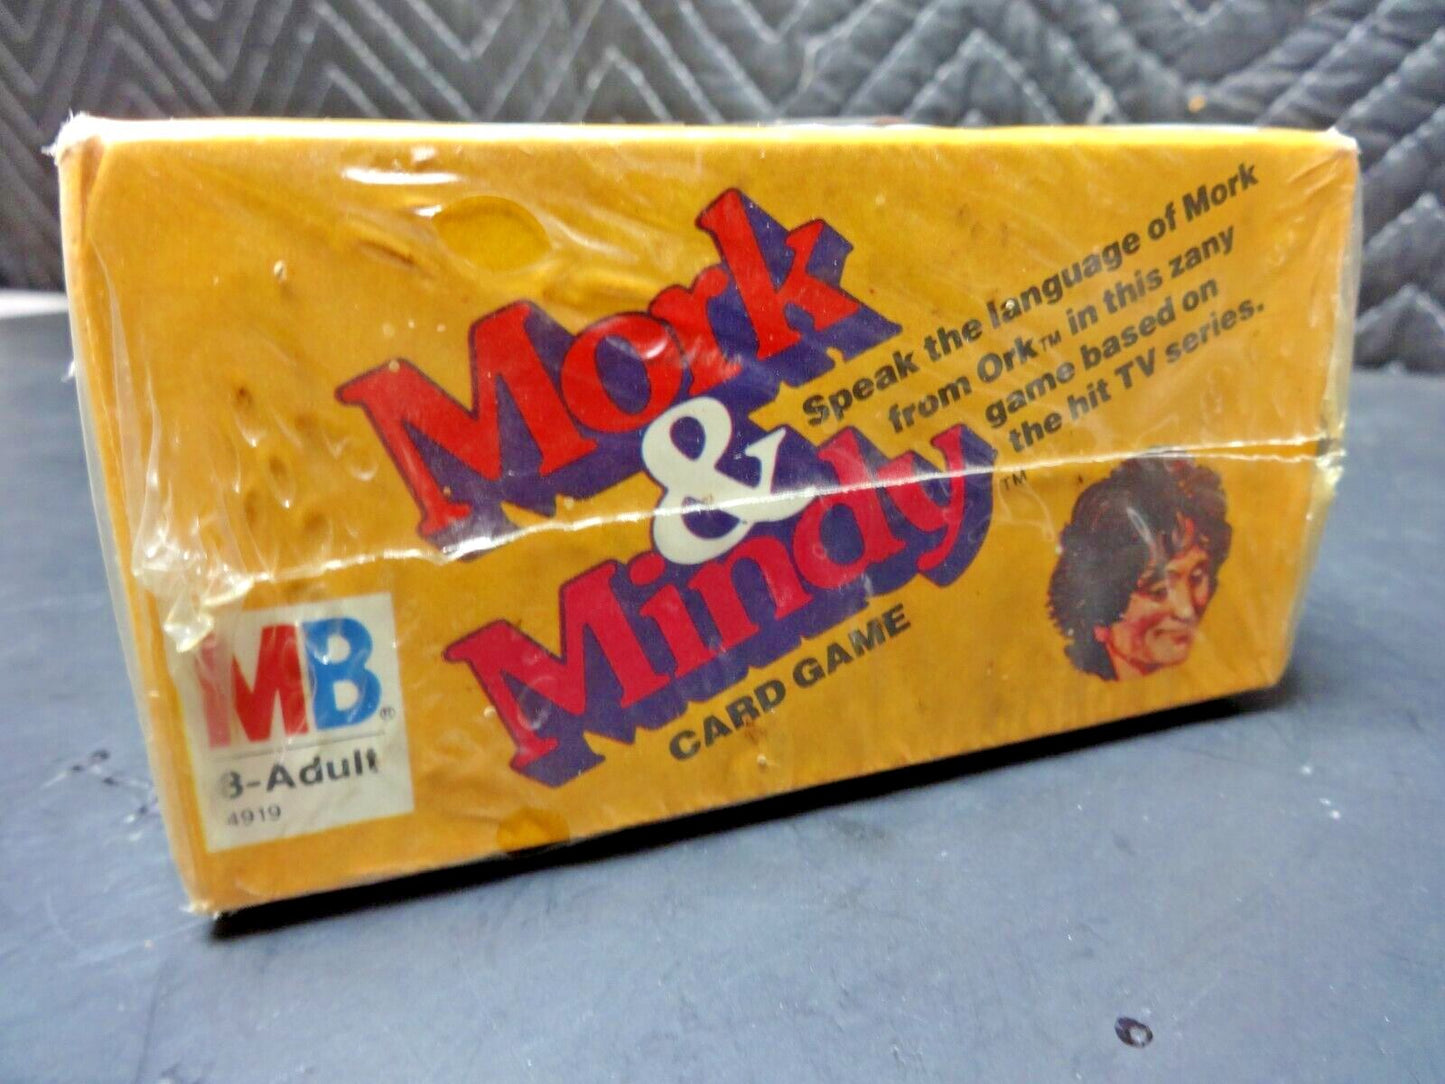 Mork
&
Mindy
TM
CARD GAME
Speak the language of Mork
from Ork™ in this zany
game based on
the hit TV series.
MB®
8-Adult
4919